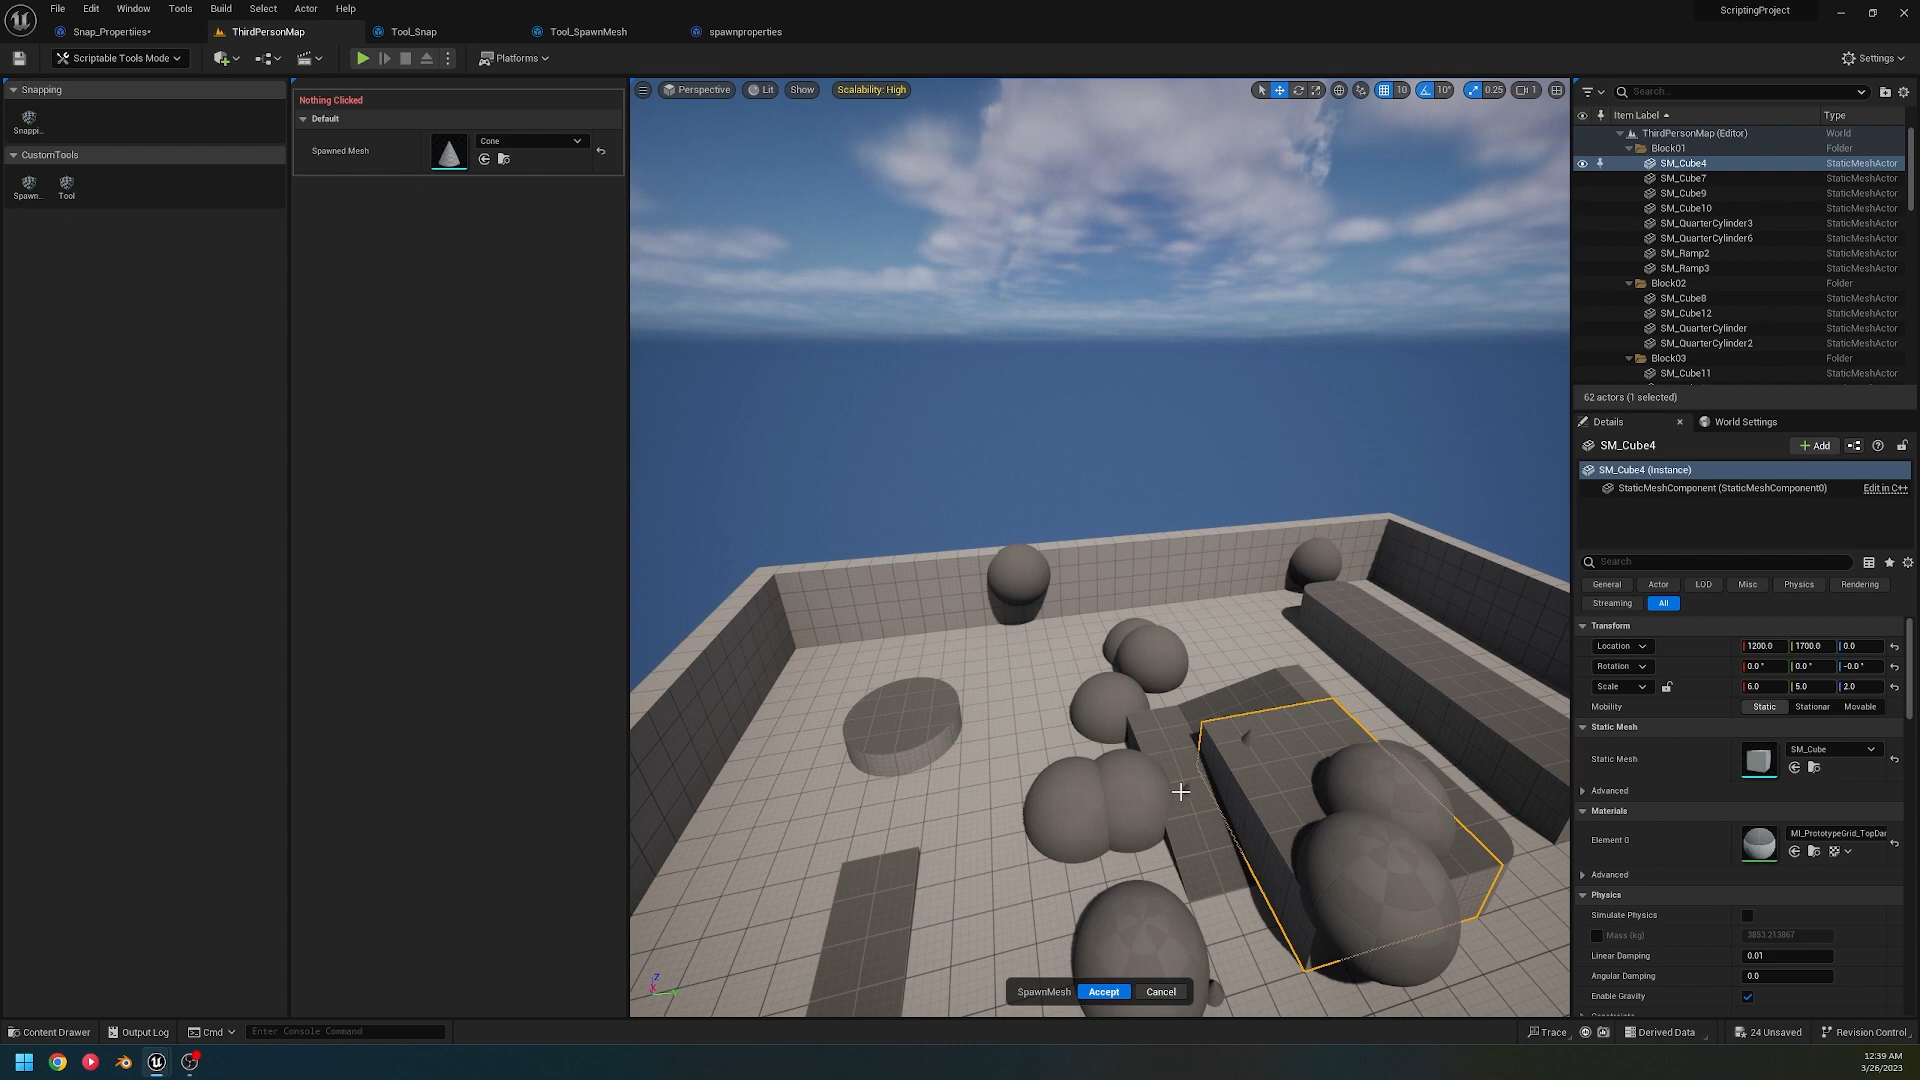 File Edit Window Tools Build Select Actor Help
ScriptingProject
Snap_Propertiies•
ThirdPersonMap
Tool_Snap
Tool_SpawnMesh
spawnproperties
Scriptable Tools Mode
Platforms
Settings
Snapping
Snappi...
CustomTools
Spawn...
Tool
Nothing Clicked
Default
Spawned Mesh
Cone
Perspective
Lit
Show
Scalability: High
10
10°
0.25
1
Z
X
Y
SpawnMesh
Accept
Cancel
Search...
Item Label
Type
ThirdPersonMap (Editor) World
Block01 Folder
SM_Cube4 StaticMeshActor
SM_Cube7 StaticMeshActor
SM_Cube9 StaticMeshActor
SM_Cube10 StaticMeshActor
SM_QuarterCylinder3 StaticMeshActor
SM_QuarterCylinder6 StaticMeshActor
SM_Ramp2 StaticMeshActor
SM_Ramp3 StaticMeshActor
Block02 Folder
SM_Cube8 StaticMeshActor
SM_Cube12 StaticMeshActor
SM_QuarterCylinder StaticMeshActor
SM_QuarterCylinder2 StaticMeshActor
Block03 Folder
SM_Cube11 StaticMeshActor
62 actors (1 selected)
Details
World Settings
SM_Cube4
Add
SM_Cube4 (Instance)
StaticMeshComponent (StaticMeshComponent0) Edit in C++
Search
General Actor LOD Misc Physics Rendering
Streaming All
Transform
Location 1200.0 1700.0 0.0
Rotation 0.0 ° 0.0 ° -0.0 °
Scale 6.0 5.0 2.0
Mobility Static Stationar Movable
Static Mesh
SM_Cube
Static Mesh
Advanced
Materials
MI_PrototypeGrid_TopDar
Element 0
Advanced
Physics
Simulate Physics
Mass (kg) 3853.213867
Linear Damping 0.01
Angular Damping 0.0
Enable Gravity
Content Drawer
Output Log
Cmd
Enter Console Command
Trace
Derived Data
24 Unsaved
Revision Control
12:39 AM
3/26/2023